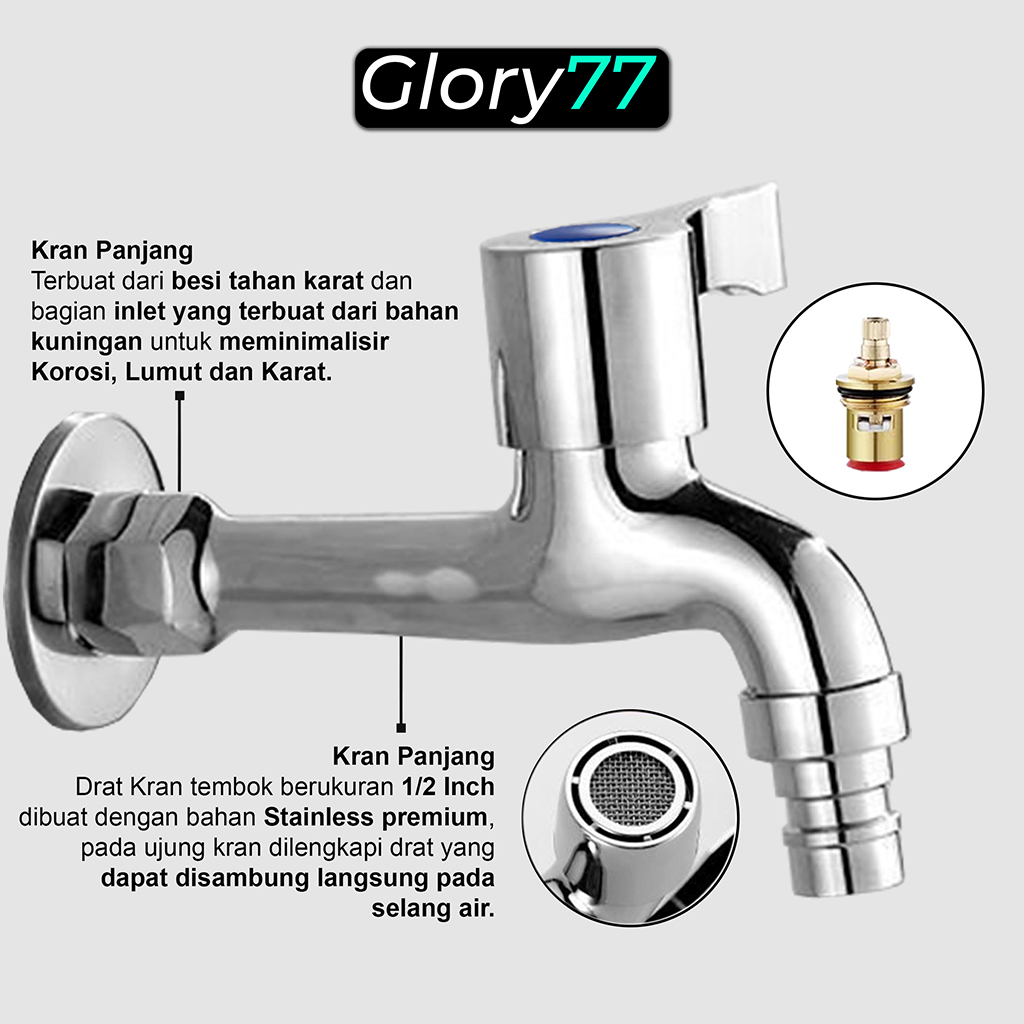 Glory77
Kran Panjang
Terbuat dari besi tahan karat dan
bagian inlet yang terbuat dari bahan
kuningan untuk meminimalisir
Korosi, Lumut dan Karat.
Kran Panjang
Drat Kran tembok berukuran 1/2 Inch
dibuat dengan bahan Stainless premium,
pada ujung kran dilengkapi drat yang
dapat disambung langsung pada
selang air.